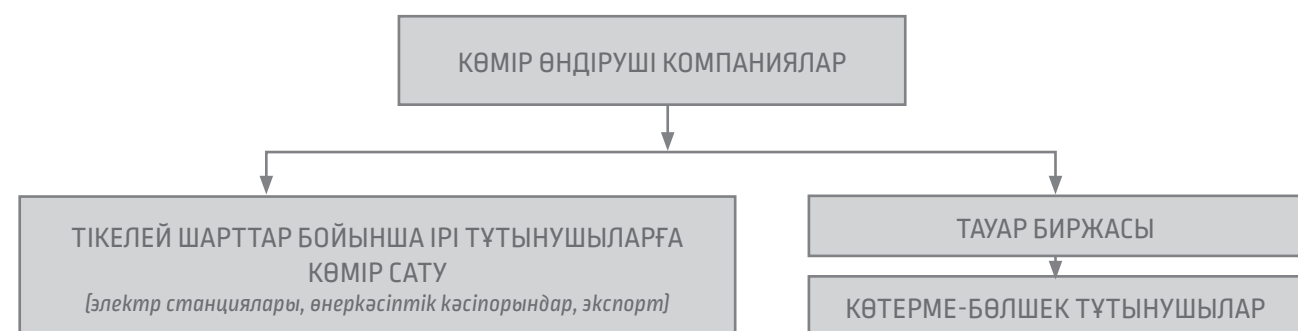 КӨМІР ӨНДІРУШІ КОМПАНИЯЛАР
ТІКЕЛЕЙ ШАРТТАР БОЙЫНША ІРІ ТҰТЫНУШЫЛАРҒА
КӨМІР САТУ
(электр станциялары, өнеркәсіптік кәсіпорындар, экспорт)
ТАУАР БИРЖАСЫ
КӨТЕРМЕ-БӨЛШЕК ТҰТЫНУШЫЛАР